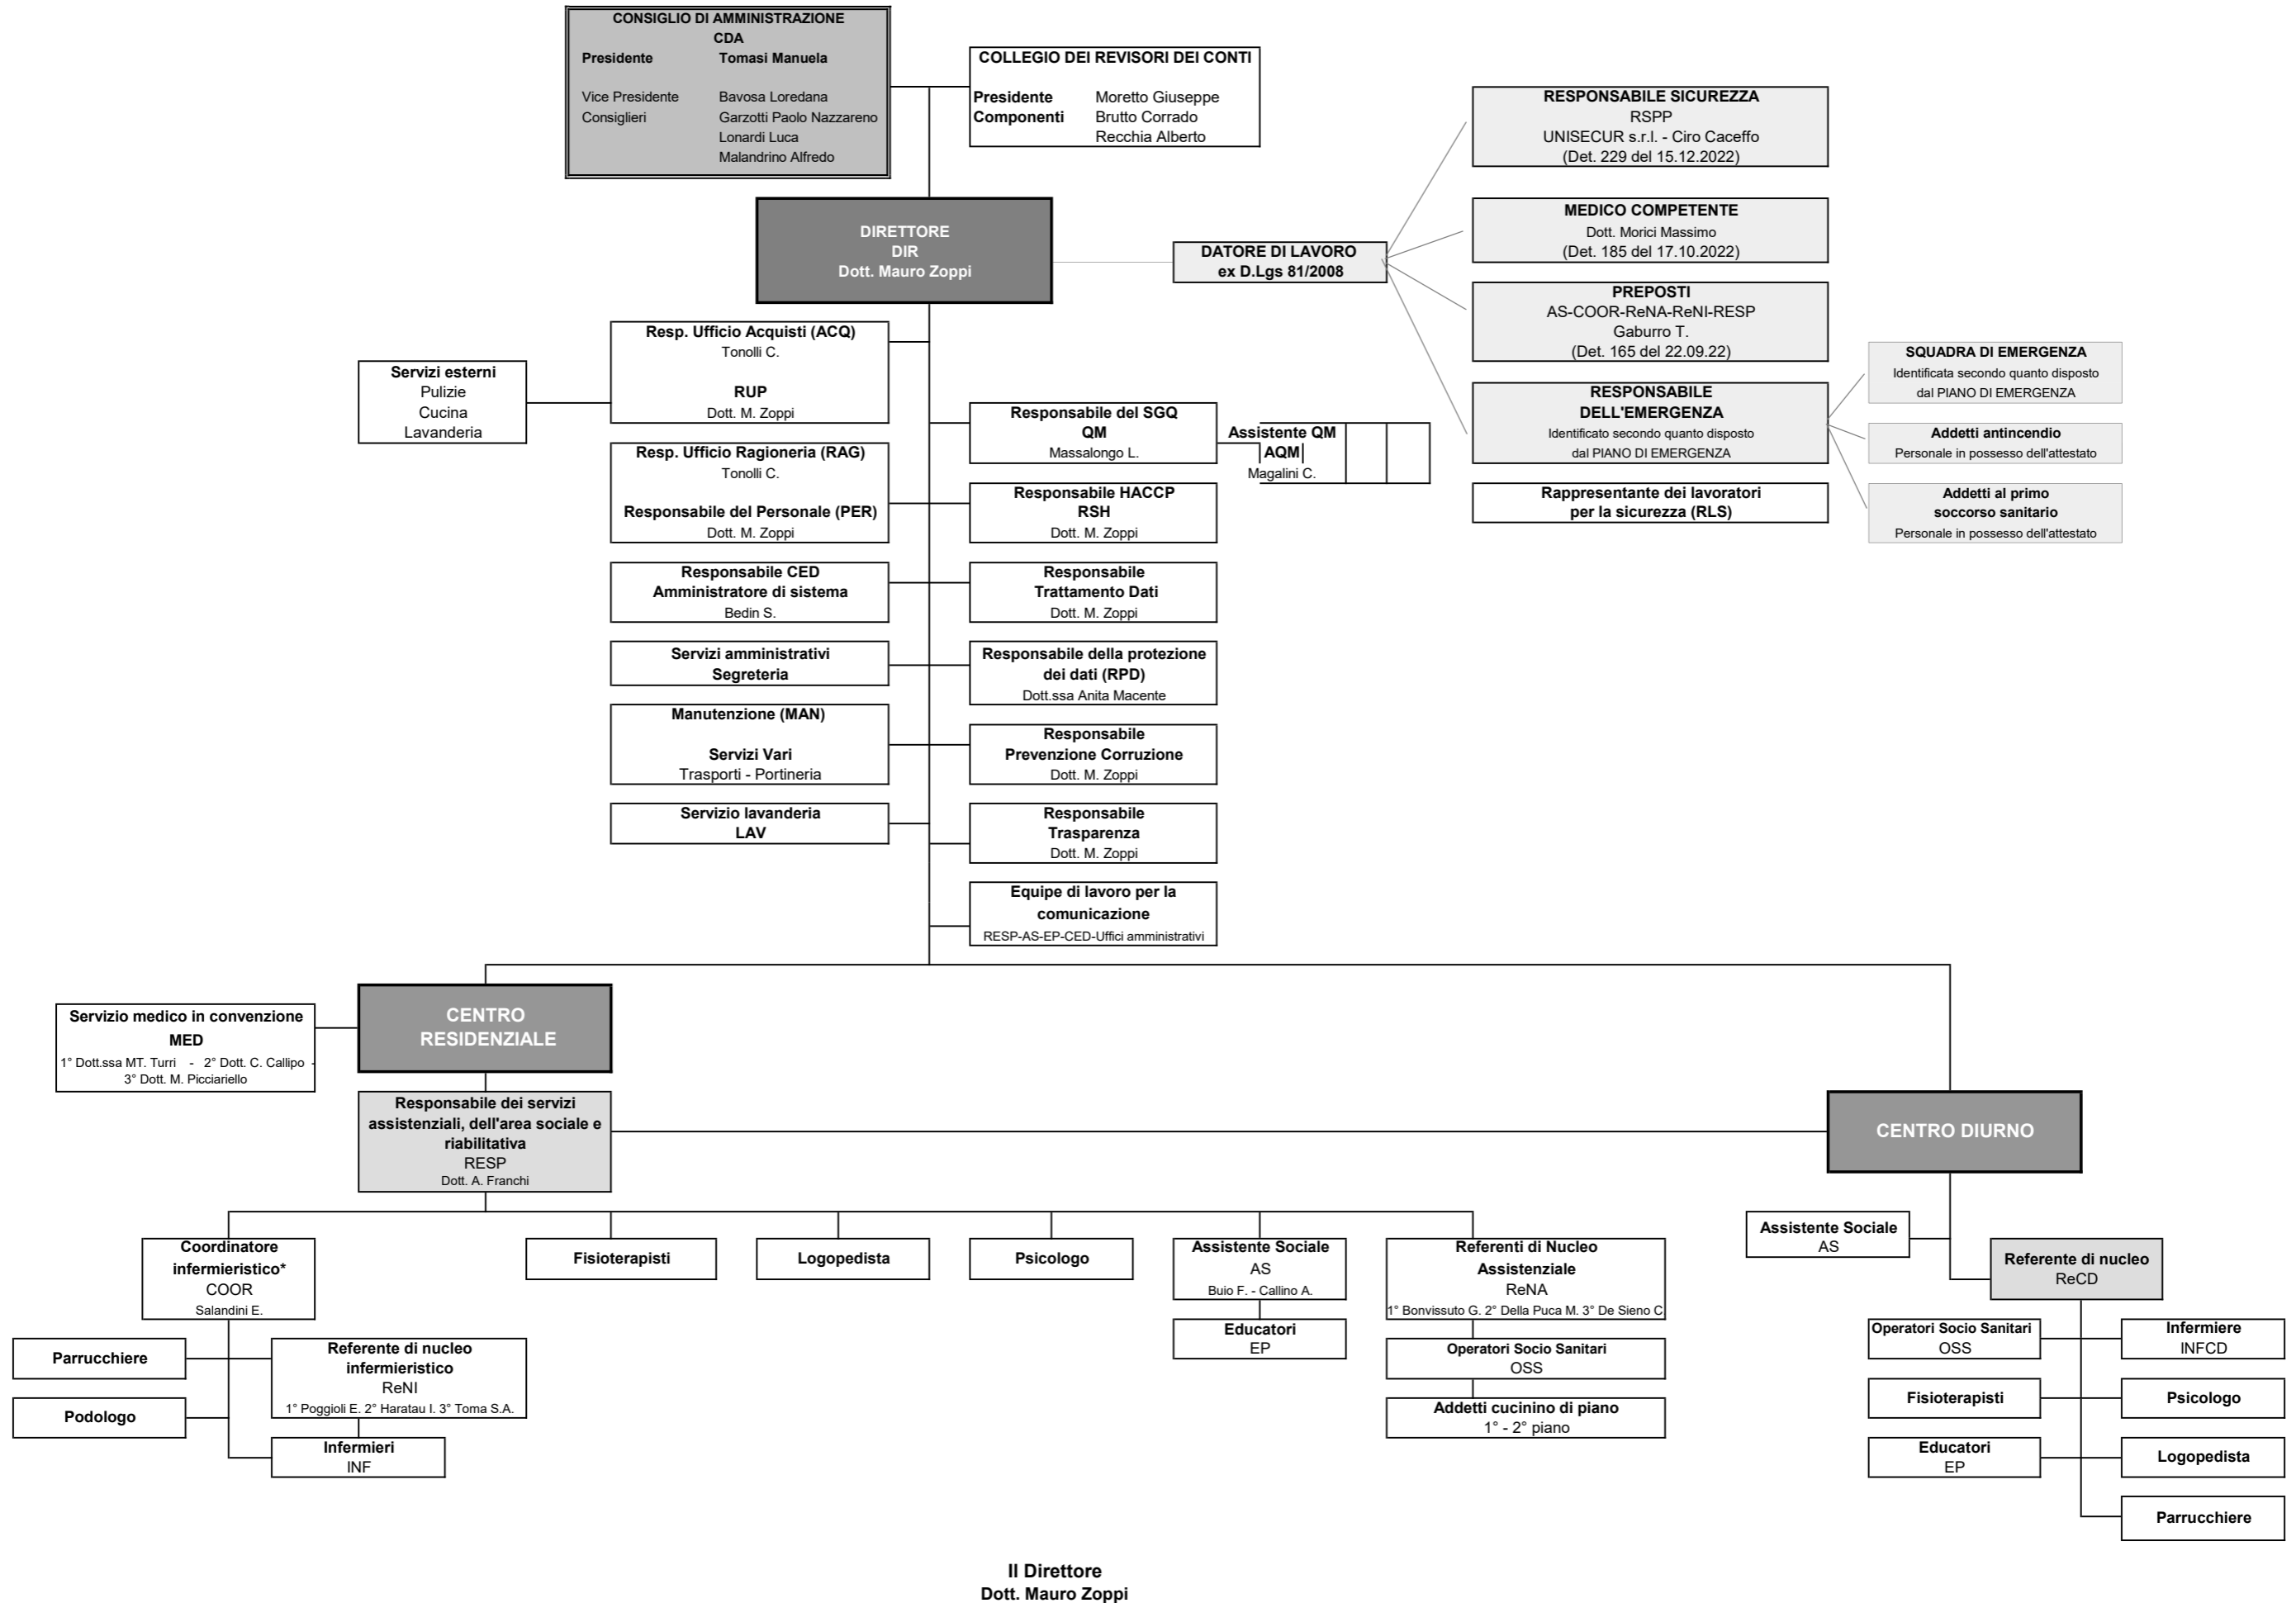 CONSIGLIO DI AMMINISTRAZIONE
CDA
Presidente Tomasi Manuela
Vice Presidente Bavosa Loredana
Consiglieri Garzotti Paolo Nazzareno
Lonardi Luca
Malandrino Alfredo
COLLEGIO DEI REVISORI DEI CONTI
Presidente Moretto Giuseppe
Componenti Brutto Corrado
Recchia Alberto
RESPONSABILE SICUREZZA
RSPP
UNISECUR s.r.l. - Ciro Caceffo
(Det. 229 del 15.12.2022)
DIRETTORE
DIR
Dott. Mauro Zoppi
DATORE DI LAVORO
ex D.Lgs 81/2008
MEDICO COMPETENTE
Dott. Morici Massimo
(Det. 185 del 17.10.2022)
PREPOSTI
AS-COOR-ReNA-ReNI-RESP
Gaburro T.
(Det. 165 del 22.09.22)
RESPONSABILE
DELL'EMERGENZA
Identificato secondo quanto disposto
dal PIANO DI EMERGENZA
Rappresentante dei lavoratori
per la sicurezza (RLS)
SQUADRA DI EMERGENZA
Identificata secondo quanto disposto
dal PIANO DI EMERGENZA
Addetti antincendio
Personale in possesso dell'attestato
Addetti al primo
soccorso sanitario
Personale in possesso dell'attestato
Servizi esterni
Pulizie
Cucina
Lavanderia
Resp. Ufficio Acquisti (ACQ)
Tonolli C.
RUP
Dott. M. Zoppi
Resp. Ufficio Ragioneria (RAG)
Tonolli C.
Responsabile del Personale (PER)
Dott. M. Zoppi
Responsabile CED
Amministratore di sistema
Bedin S.
Servizi amministrativi
Segreteria
Manutenzione (MAN)
Servizi Vari
Trasporti - Portineria
Servizio lavanderia
LAV
Responsabile del SGQ
QM
Massalongo L.
Assistente QM
AQM
Magalini C.
Responsabile HACCP
RSH
Dott. M. Zoppi
Responsabile
Trattamento Dati
Dott. M. Zoppi
Responsabile della protezione
dei dati (RPD)
Dott.ssa Anita Macente
Responsabile
Prevenzione Corruzione
Dott. M. Zoppi
Responsabile
Trasparenza
Dott. M. Zoppi
Equipe di lavoro per la
comunicazione
RESP-AS-EP-CED-Uffici amministrativi
Servizio medico in convenzione
MED
1° Dott.ssa MT. Turri - 2° Dott. C. Callipo -
3° Dott. M. Picciariello
CENTRO
RESIDENZIALE
Responsabile dei servizi
assistenziali, dell'area sociale e
riabilitativa
RESP
Dott. A. Franchi
CENTRO DIURNO
Coordinatore
infermieristico*
COOR
Salandini E.
Fisioterapisti
Logopedista
Psicologo
Assistente Sociale
AS
Buio F. - Callino A.
Educatori
EP
Referenti di Nucleo
Assistenziale
ReNA
1° Bonvissuto G. 2° Della Puca M. 3° De Sieno C
Operatori Socio Sanitari
OSS
Addetti cucinino di piano
1° - 2° piano
Parrucchiere
Podologo
Referente di nucleo
infermieristico
ReNI
1° Poggioli E. 2° Haratau I. 3° Toma S.A.
Infermieri
INF
Assistente Sociale
AS
Referente di nucleo
ReCD
Operatori Socio Sanitari
OSS
Infermiere
INFCD
Fisioterapisti
Psicologo
Educatori
EP
Logopedista
Parrucchiere
Il Direttore
Dott. Mauro Zoppi